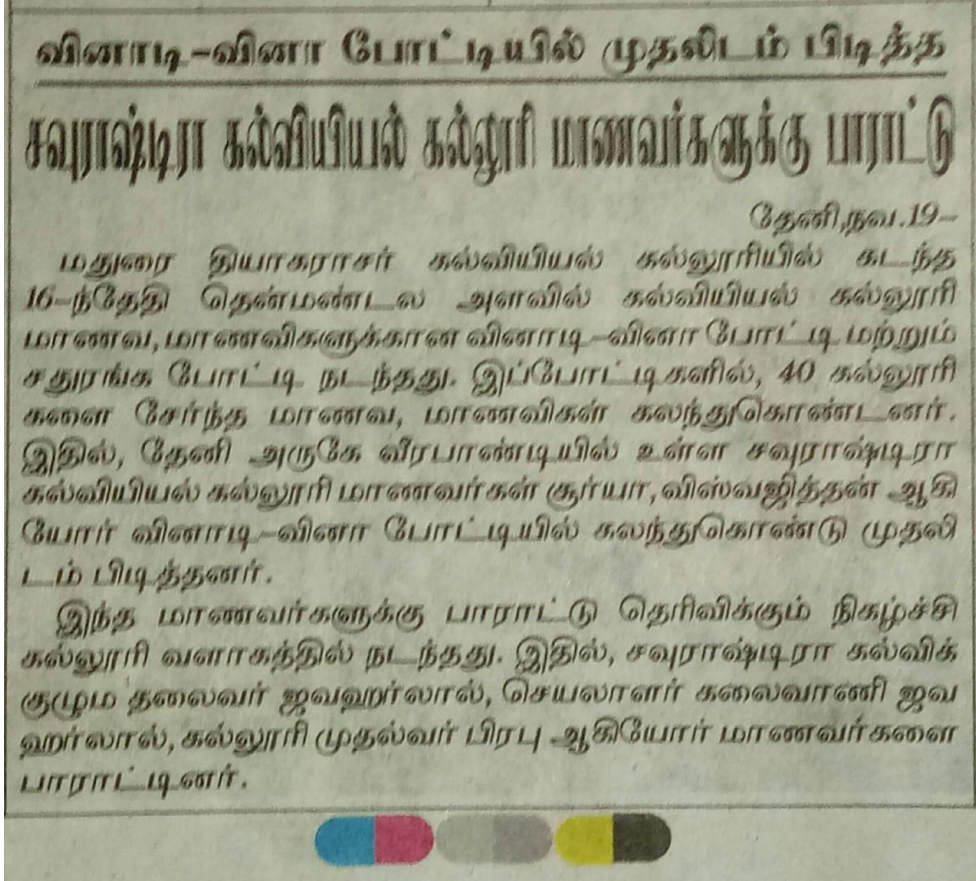 வினாடி-வினா போட்டியில் முதலிடம் பிடித்த
சவுராஷ்டிரா கல்வியியல் கல்லூரி மாணவர்களுக்கு பாராட்டு
தேனி,நவ.19-
மதுரை தியாகராசர் கல்வியியல் கல்லூரியில் கடந்த
16-ந்தேதி தென்மண்டல அளவில் கல்வியியல் கல்லூரி
மாணவ, மாணவிகளுக்கான வினாடி-வினா போட்டி மற்றும்
சதுரங்க போட்டி நடந்தது. இப்போட்டிகளில், 40 கல்லூரி
களை சேர்ந்த மாணவ, மாணவிகள் கலந்துகொண்டனர்.
இதில், தேனி அருகே வீரபாண்டியில் உள்ள சவுராஷ்டிரா
கல்வியியல் கல்லூரி மாணவர்கள் சூர்யா, விஸ்வஜித்தன் ஆகி
யோர் வினாடி-வினா போட்டியில் கலந்துகொண்டு முதலி
டம் பிடித்தனர்.
இந்த மாணவர்களுக்கு பாராட்டு தெரிவிக்கும் நிகழ்ச்சி
கல்லூரி வளாகத்தில் நடந்தது. இதில், சவுராஷ்டிரா கல்விக்
குழும தலைவர் ஜவஹர்லால், செயலாளர் கலைவாணி ஜவ
ஹர்லால், கல்லூரி முதல்வர் பிரபு ஆகியோர் மாணவர்களை
பாராட்டினர்.